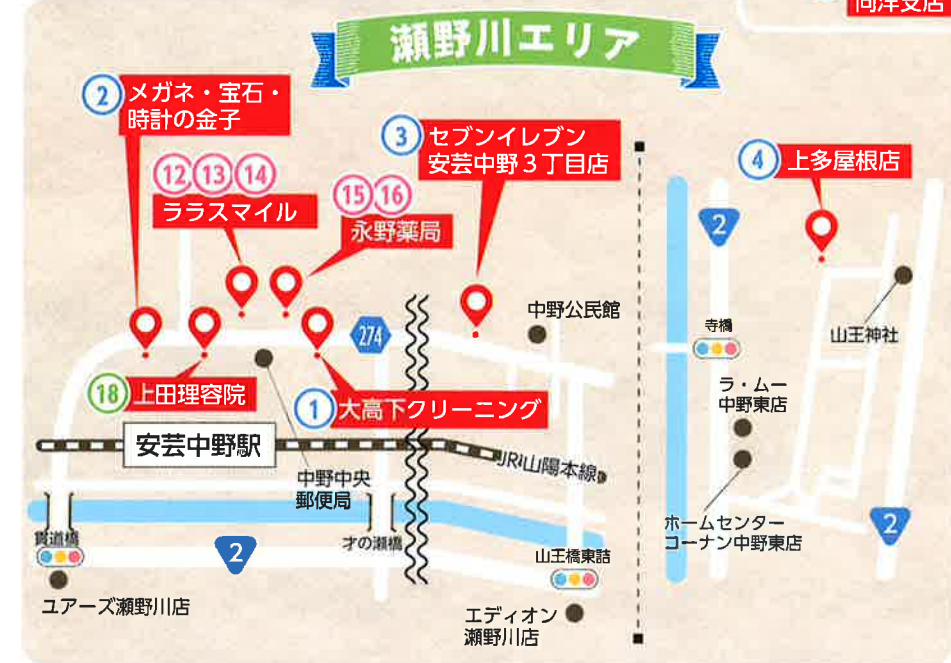 向洋支店
瀬野川エリア
2
メガネ・宝石・
時計の金子
3
セブンイレブン
安芸中野3丁目店
4
上多屋根店
12 13 14
ララスマイル
15 16
永野薬局
2
中野公民館
274
寺橋
山王神社
18
上田理容院
1
大高下クリーニング
ラ・ムー
中野東店
安芸中野駅
JR山陽本線
中野中央
郵便局
貫道橋
2
才の瀬橋
山王橋東詰
ホームセンター
コーナン中野東店
2
ユアーズ瀬野川店
エディオン
瀬野川店